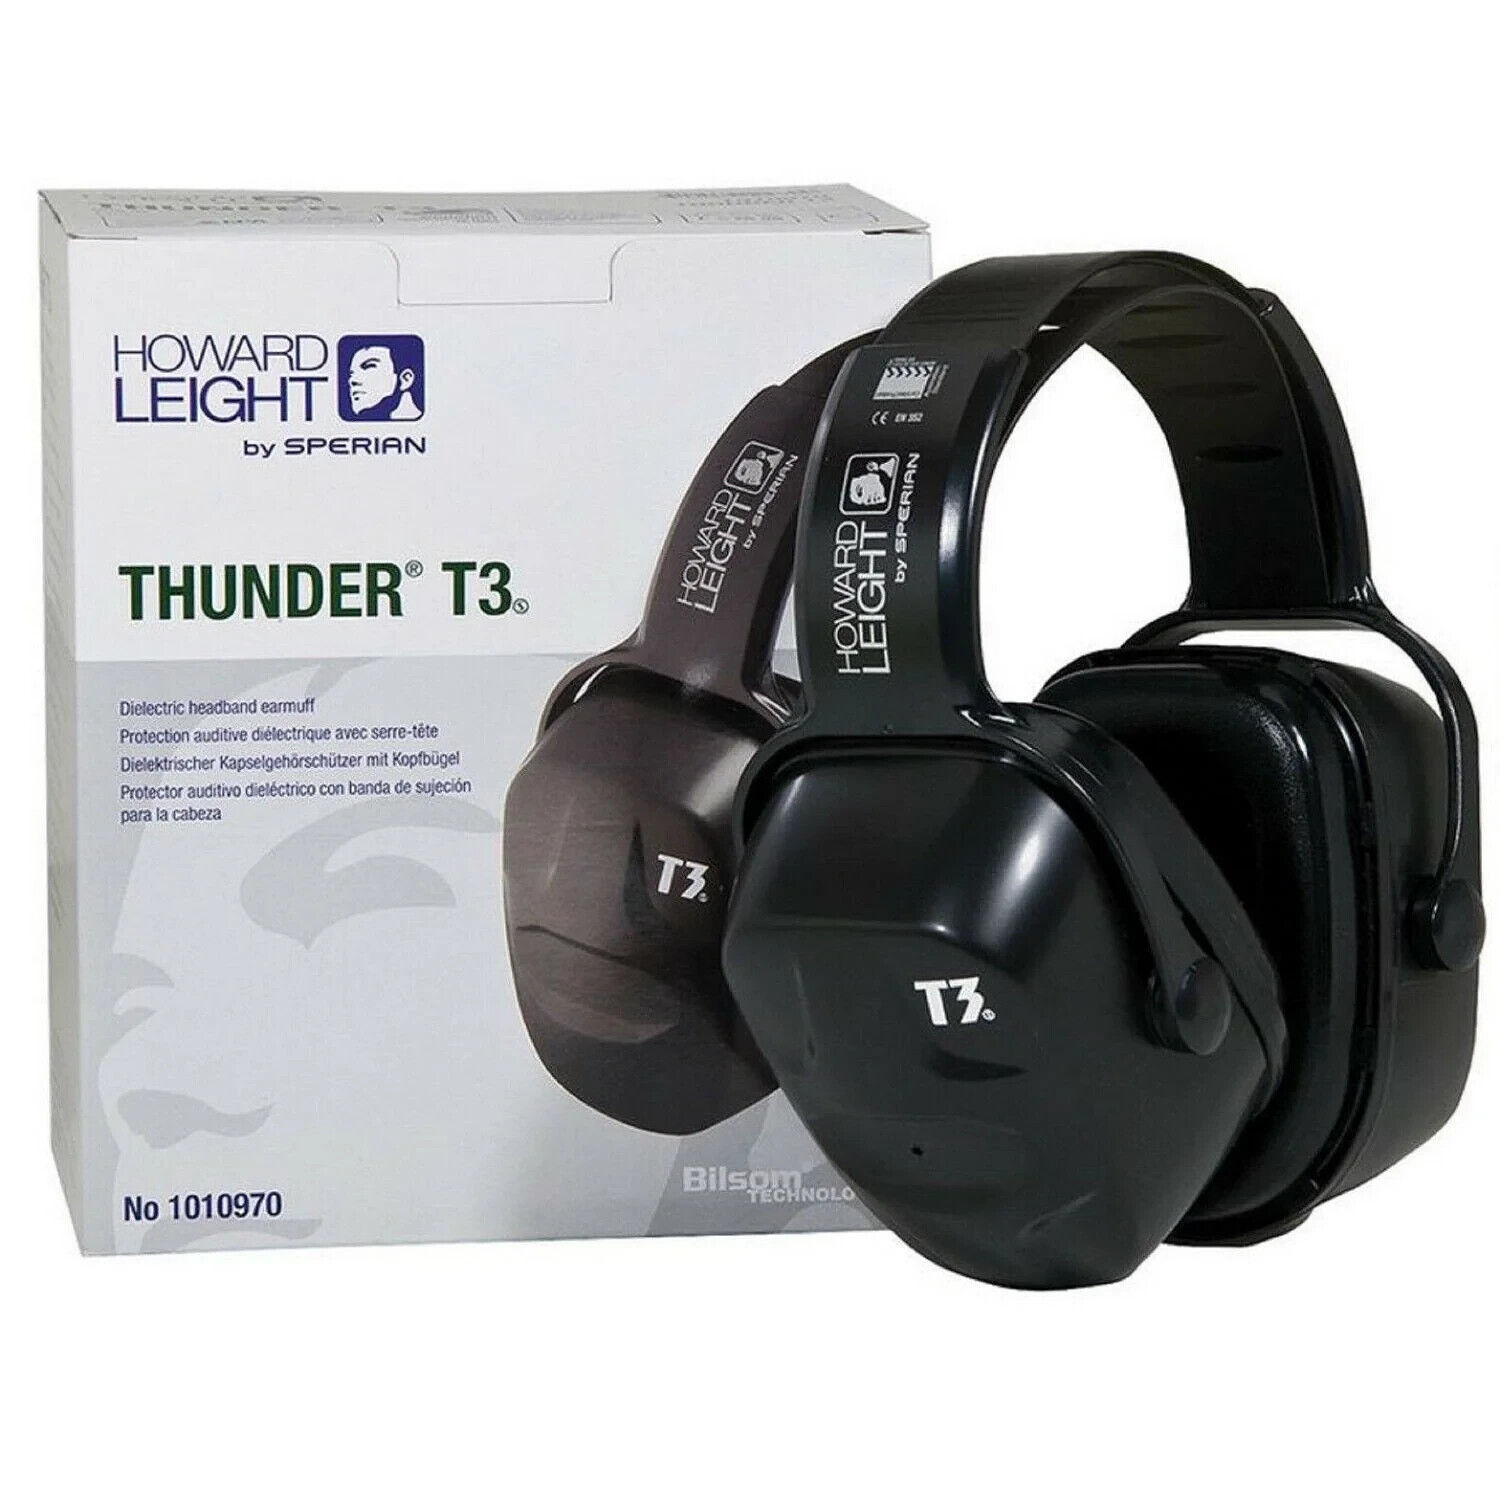 HOWARD
LEIGHT
by SPERIAN
THUNDER® T3®
Dielectric headband earmuff
Protection auditive diélectrique avec serre-tête
Dielektrischer Kapselgehörschützer mit Kopfbügel
Protector auditivo dieléctrico con banda de sujeción
para la cabeza
No 1010970
Bilsom
TECHNOLO
HOWARD
LEIGHT
by SPERIAN
T3®
CE EN 352
HOWARD
LEIGHT
by SPERIAN
T3®